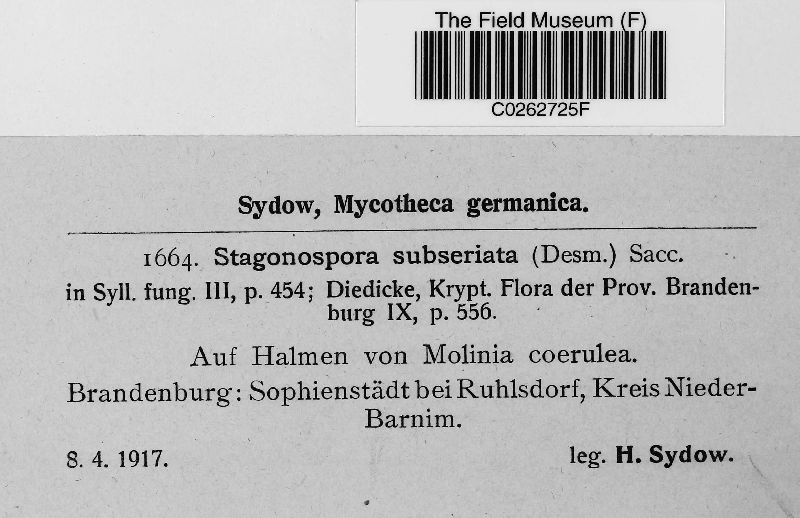 The Field Museum (F)
C0262725F
Sydow, Mycotheca germanica.
1664. Stagonospora subseriata (Desm.) Sacc.
in Syll. fung. III, p. 454; Diedicke, Krypt. Flora der Prov. Branden-
burg IX, p. 556.
Auf Halmen von Molinia coerulea.
Brandenburg: Sophienstädt bei Ruhlsdorf, Kreis Nieder-
Barnim.
8. 4. 1917. leg. H. Sydow.